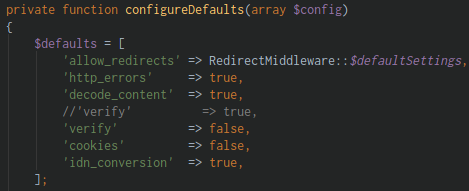 private function configureDefaults(array $config)
{
    $defaults = [
        'allow_redirects' => RedirectMiddleware::$defaultSettings,
        'http_errors'     => true,
        'decode_content'  => true,
        //'verify'          => true,
        'verify'          => false,
        'cookies'         => false,
        'idn_conversion'  => true,
    ];